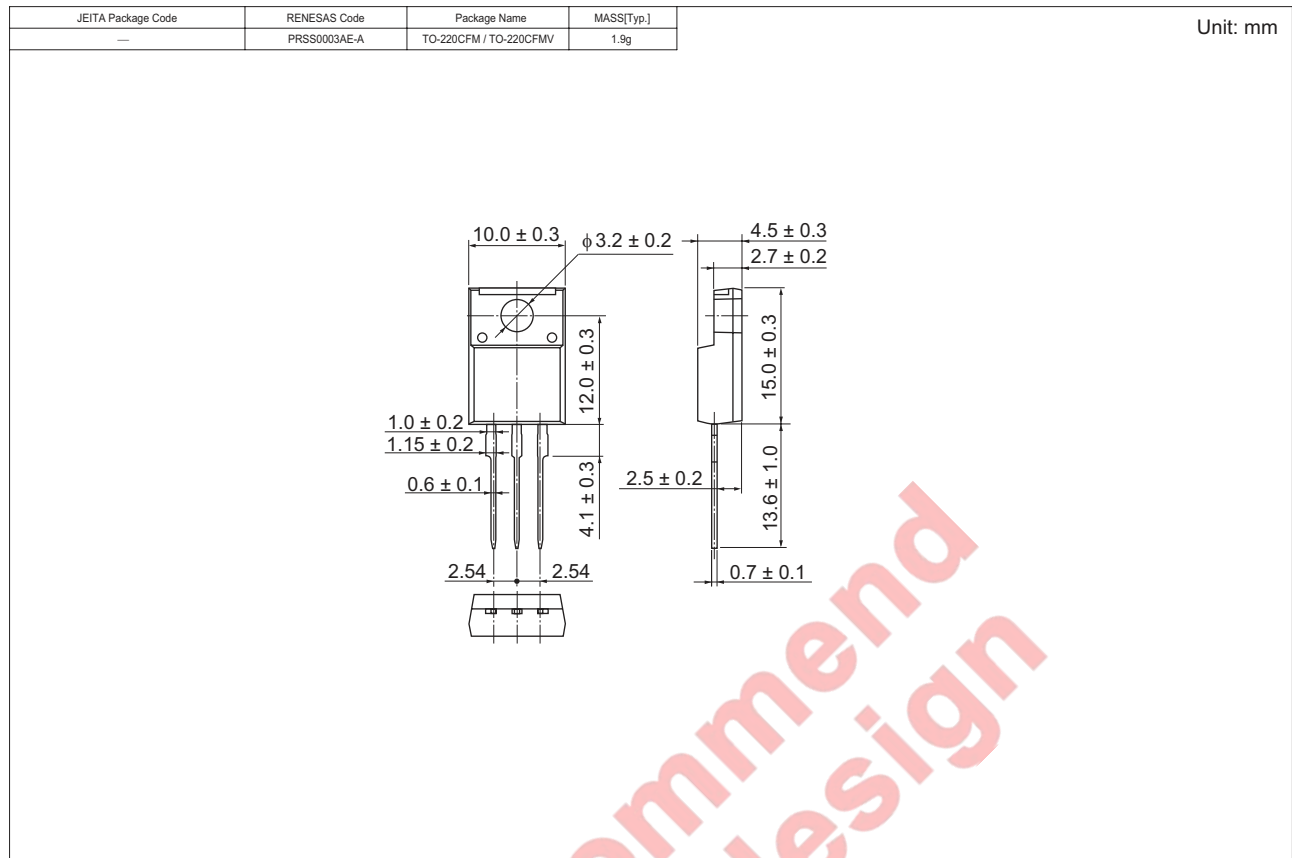 JEITA Package Code RENESAS Code Package Name MASS[Typ.]
— PRSS0003AE-A TO-220CFM / TO-220CFMV 1.9g
Unit: mm
10.0 ± 0.3
ϕ 3.2 ± 0.2
4.5 ± 0.3
2.7 ± 0.2
12.0 ± 0.3
15.0 ± 0.3
1.0 ± 0.2
1.15 ± 0.2
0.6 ± 0.1
4.1 ± 0.3
2.5 ± 0.2
13.6 ± 1.0
2.54 2.54
0.7 ± 0.1